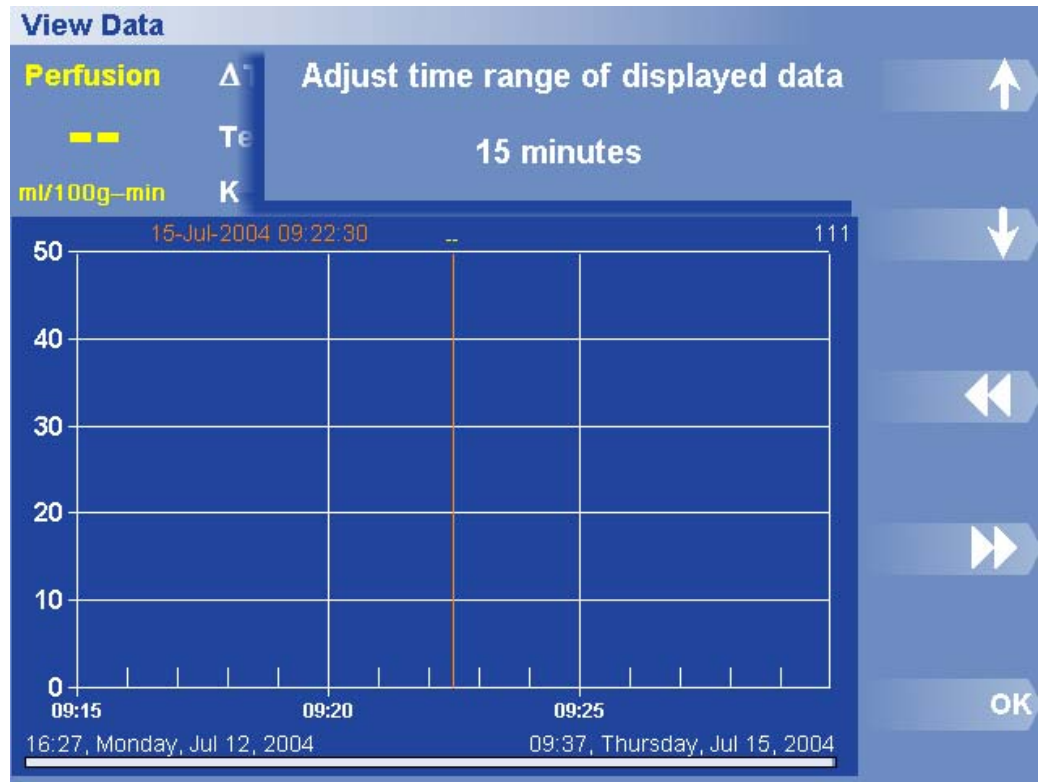 View Data
Perfusion
ΔT
Adjust time range of displayed data
--
Te
15 minutes
ml/100g–min
K
15-Jul-2004 09:22:30
--
111
50
40
30
20
10
0
09:15
09:20
09:25
16:27, Monday, Jul 12, 2004
09:37, Thursday, Jul 15, 2004
OK